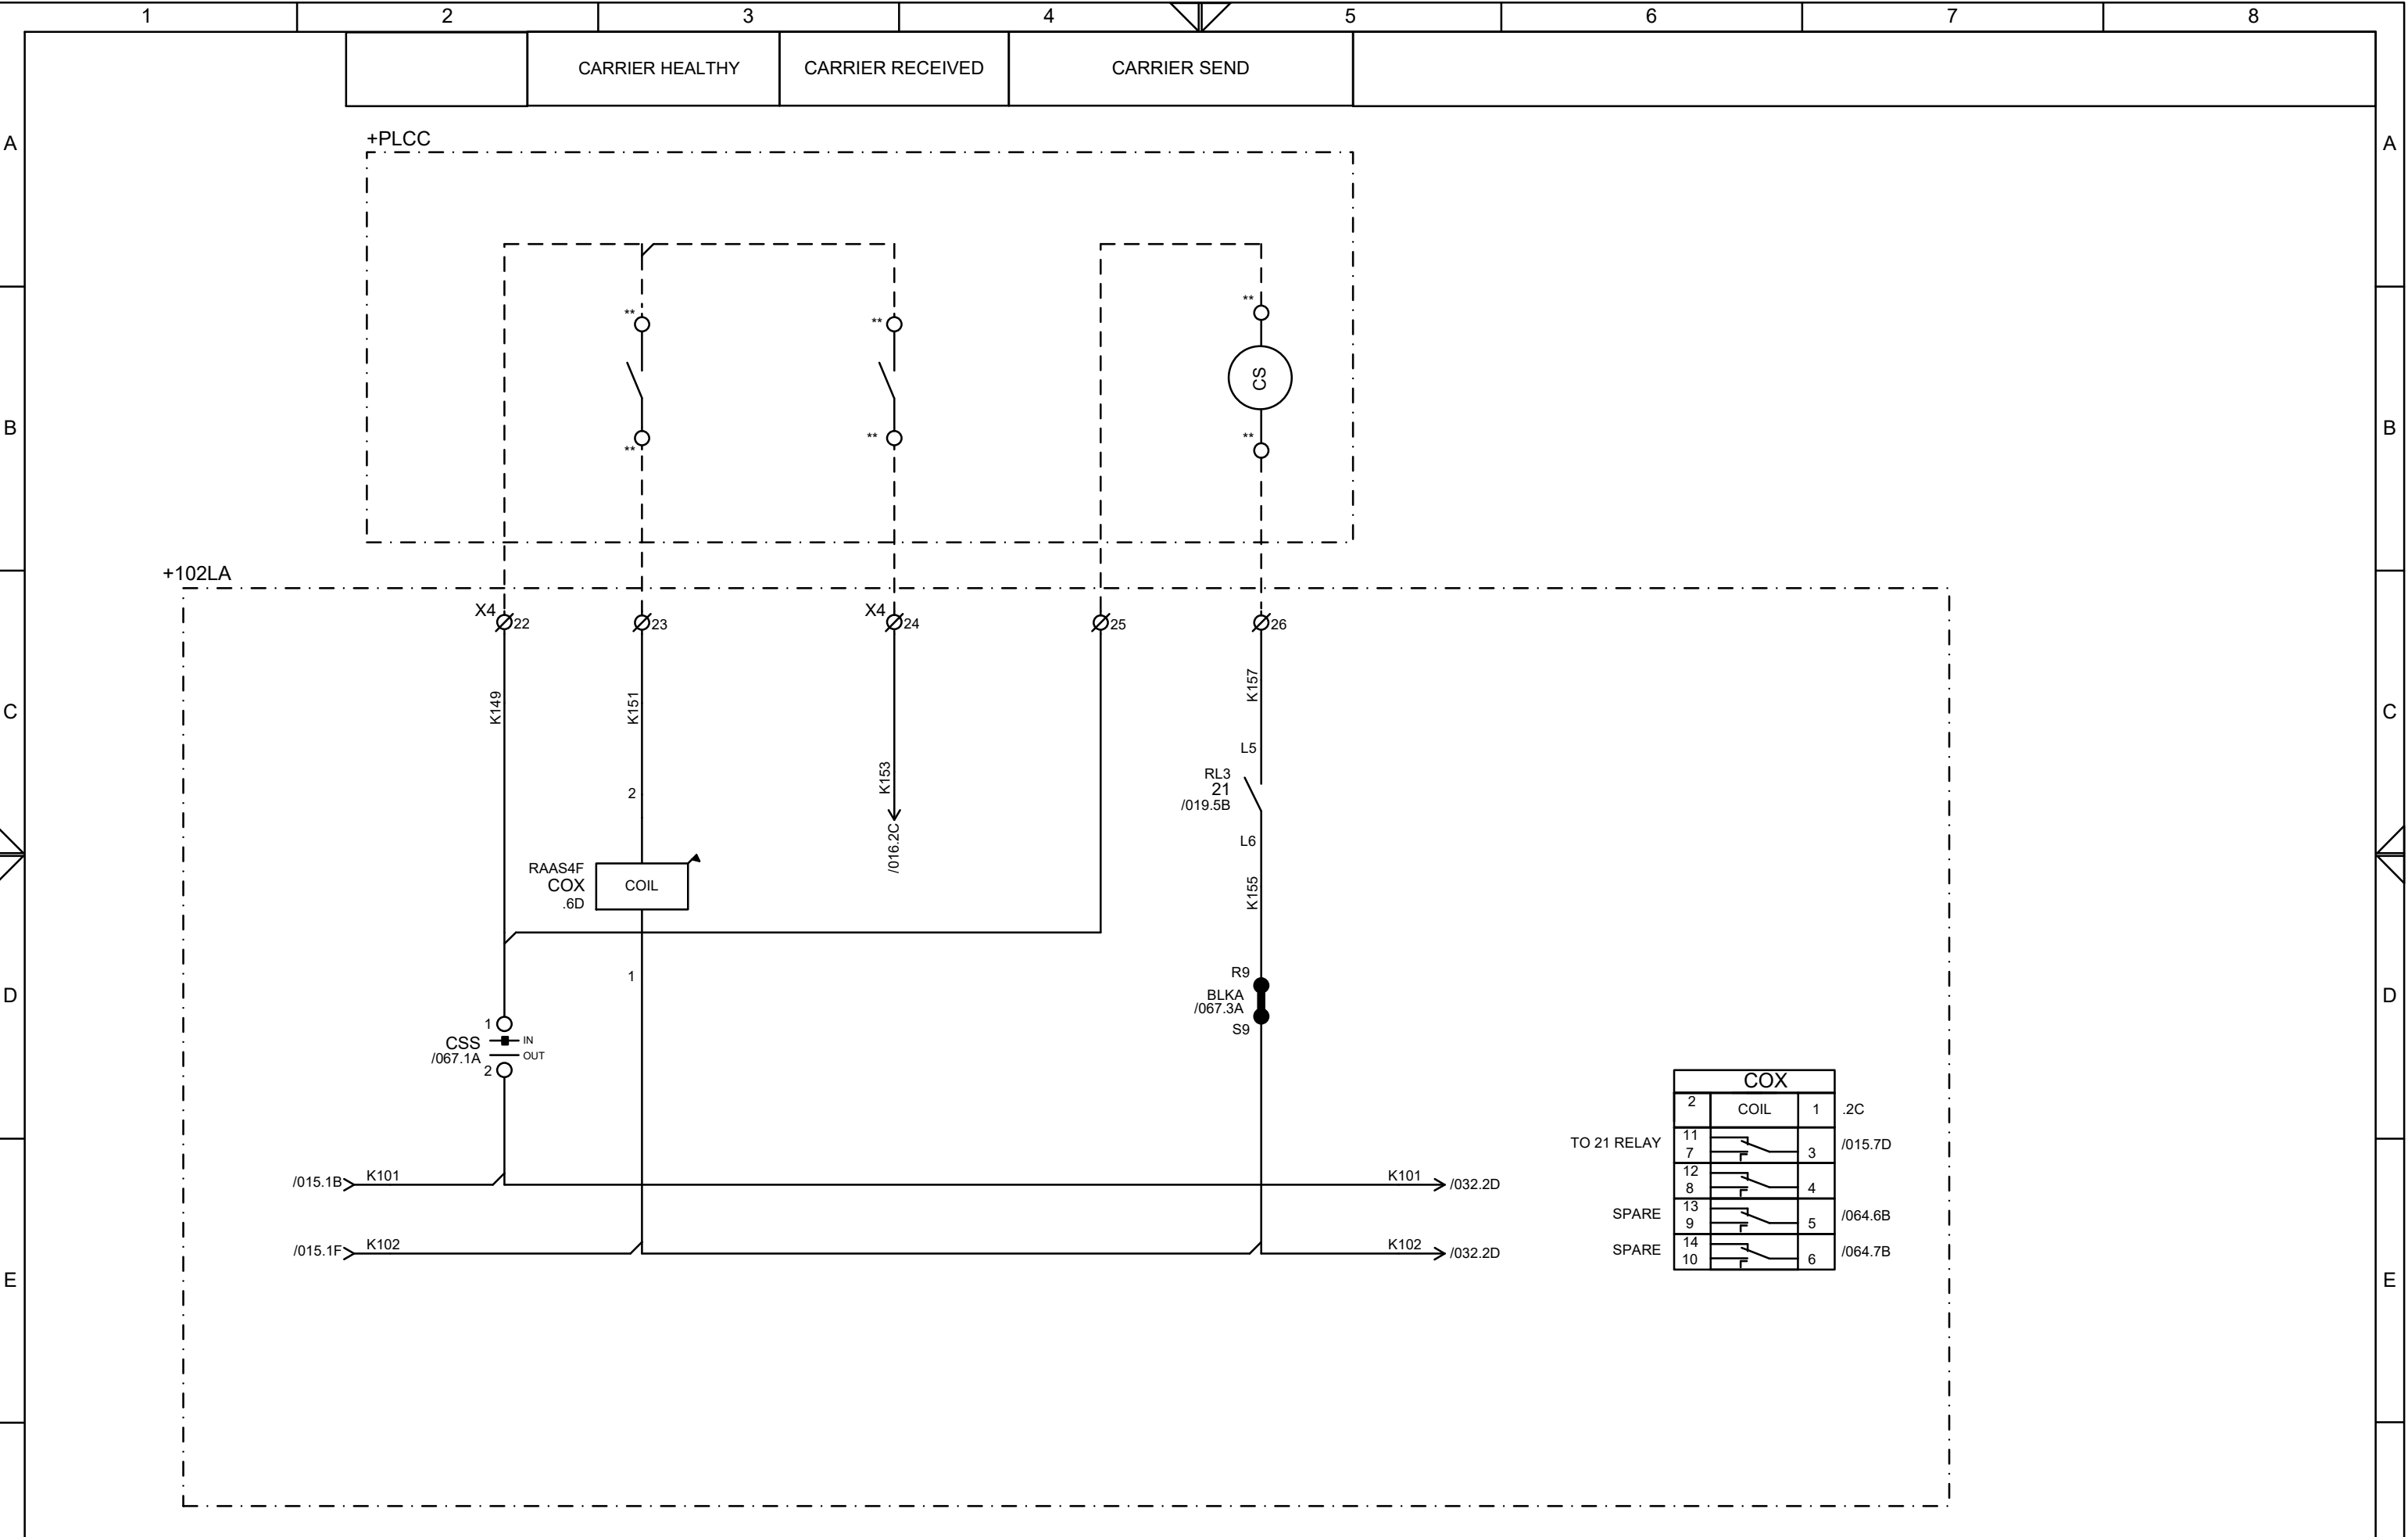 1 2 3 4 5 6 7 8
CARRIER HEALTHY CARRIER RECEIVED CARRIER SEND
A A
+PLCC
** ** **
CS
B B
** ** **
+102LA
X4 22 23 X4 24 25 26
K149 K151 K153 K157
C C
L5
RL3
21
/019.5B
2
L6
/016.2C
RAAS4F
COX
.6D
COIL
K155
1
R9
BLKA
/067.3A
S9
D D
1
CSS
/067.1A
IN
OUT
2
COX
2 COIL 1 .2C
TO 21 RELAY 11 7 3 /015.7D
12 8 4
SPARE 13 9 5 /064.6B
SPARE 14 10 6 /064.7B
/015.1B K101 K101 /032.2D
/015.1F K102 K102 /032.2D
E E